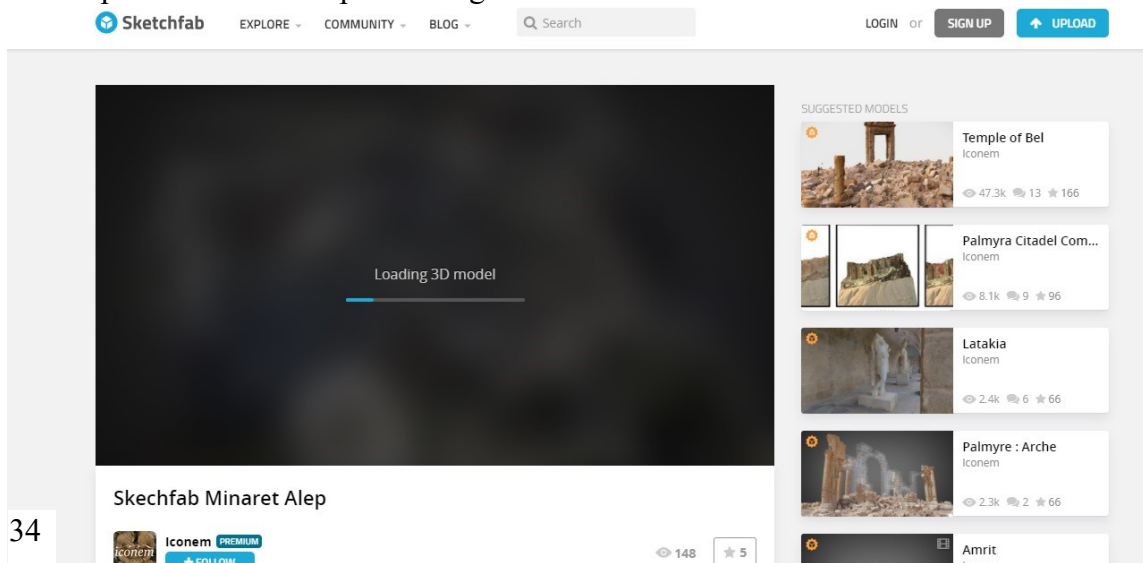 Sketchfab EXPLORE COMMUNITY BLOG Search LOGIN or SIGN UP UPLOAD
SUGGESTED MODELS
Temple of Bel
Iconem
47.3k 13 166
Loading 3D model
Palmyra Citadel Com...
Iconem
8.1k 9 96
Latakia
Iconem
2.4k 6 66
Palmyre : Arche
Iconem
2.3k 2 66
Amrit
Skechfab Minaret Alep
iconem
Iconem PREMIUM
+ FOLLOW
148 5
34